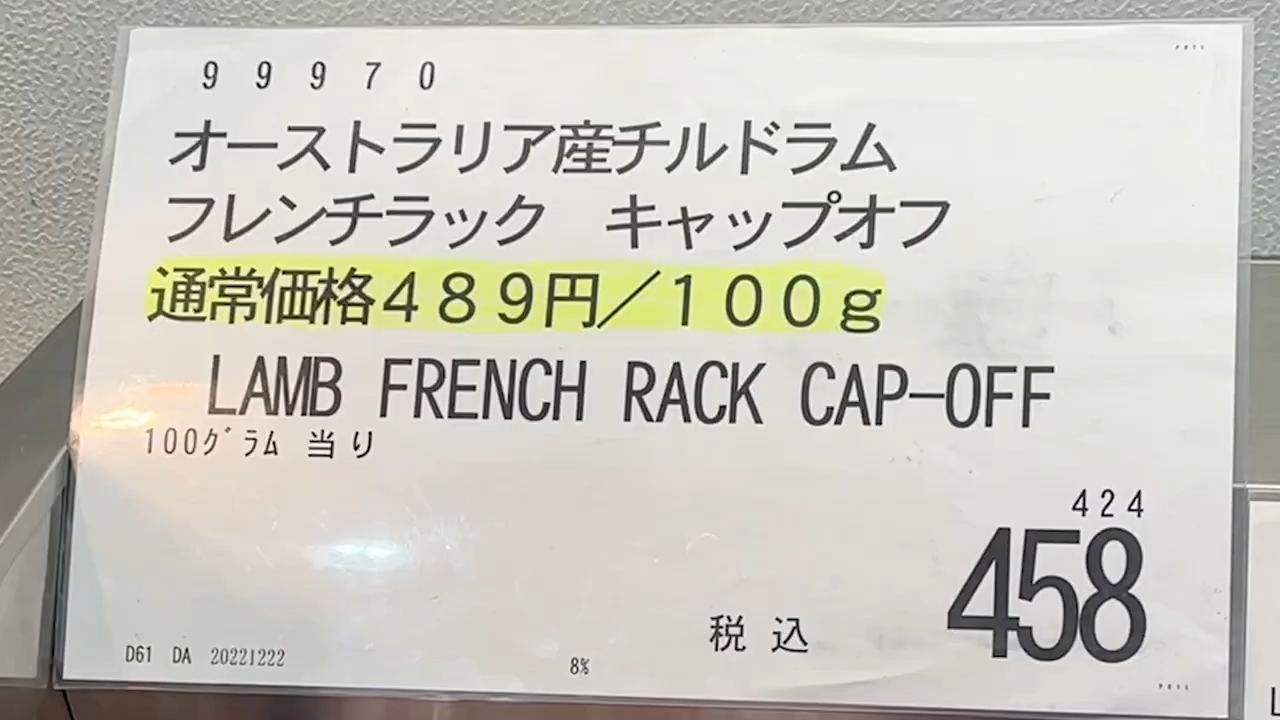 99970
オーストラリア産チルドラム
フレンチラック　キャップオフ
通常価格489円/100g
LAMB FRENCH RACK CAP-OFF
100グラム 当り
424
458
税込
D61 DA 20221222
8%